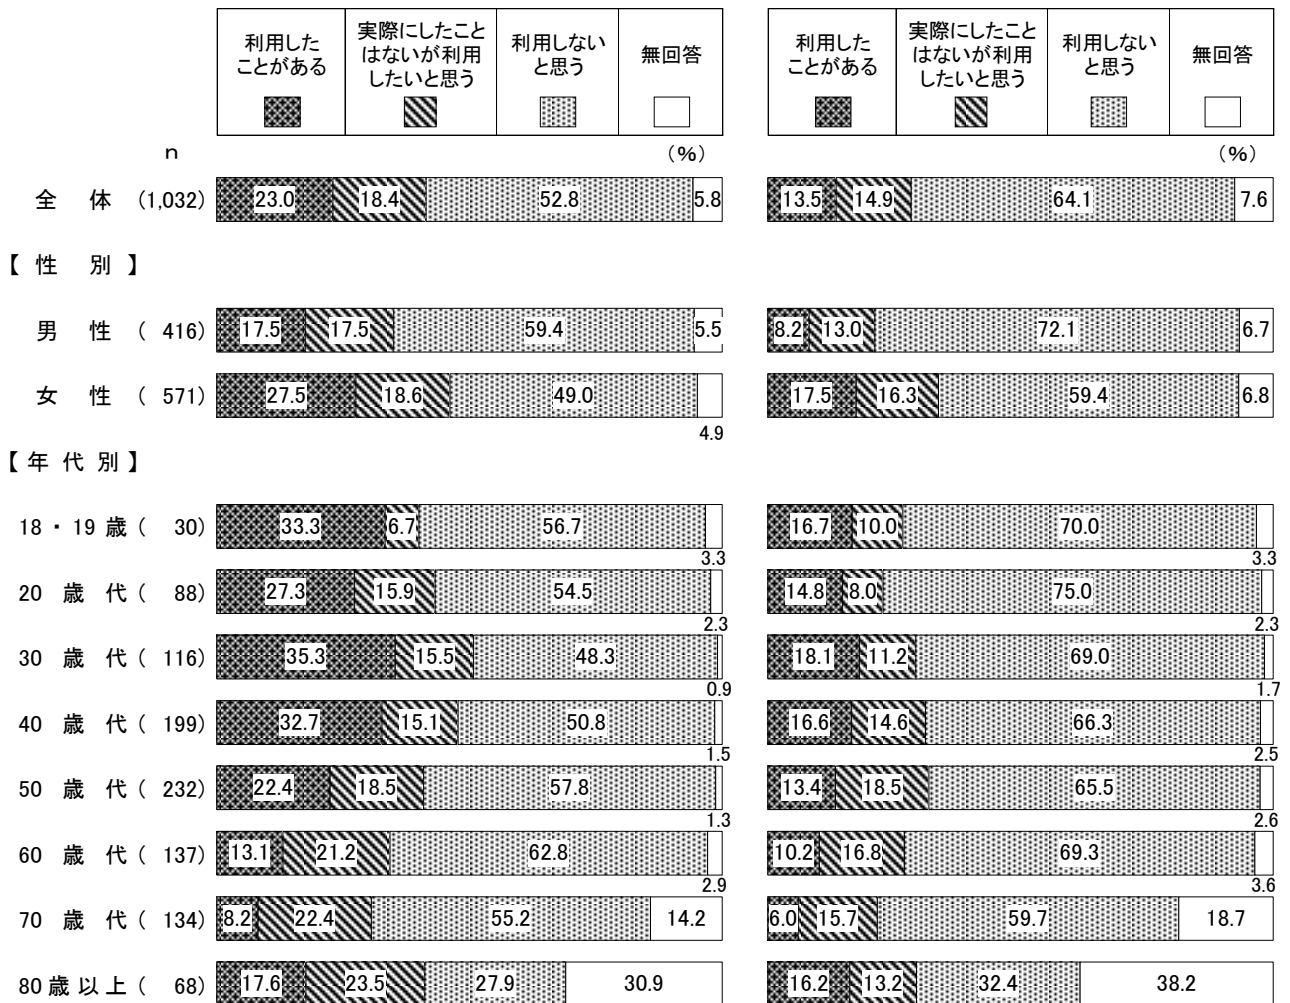 利用した
ことがある
実際にしたこと
はないが利用
したいと思う
利用しない
と思う
無回答
利用した
ことがある
実際にしたこと
はないが利用
したいと思う
利用しない
と思う
無回答
n (%) (%)
全 体 (1,032) 23.0 18.4 52.8 5.8 13.5 14.9 64.1 7.6
【 性 別 】
男 性 ( 416) 17.5 17.5 59.4 5.5 8.2 13.0 72.1 6.7
女 性 ( 571) 27.5 18.6 49.0 17.5 16.3 59.4 6.8
4.9
【 年 代 別 】
18 ・ 19 歳 ( 30) 33.3 6.7 56.7 16.7 10.0 70.0
3.3 3.3
20 歳 代 ( 88) 27.3 15.9 54.5 14.8 8.0 75.0
2.3 2.3
30 歳 代 ( 116) 35.3 15.5 48.3 18.1 11.2 69.0
0.9 1.7
40 歳 代 ( 199) 32.7 15.1 50.8 16.6 14.6 66.3
1.5 2.5
50 歳 代 ( 232) 22.4 18.5 57.8 13.4 18.5 65.5
1.3 2.6
60 歳 代 ( 137) 13.1 21.2 62.8 10.2 16.8 69.3
2.9 3.6
70 歳 代 ( 134) 8.2 22.4 55.2 14.2 6.0 15.7 59.7 18.7
80 歳 以 上 ( 68) 17.6 23.5 27.9 30.9 16.2 13.2 32.4 38.2